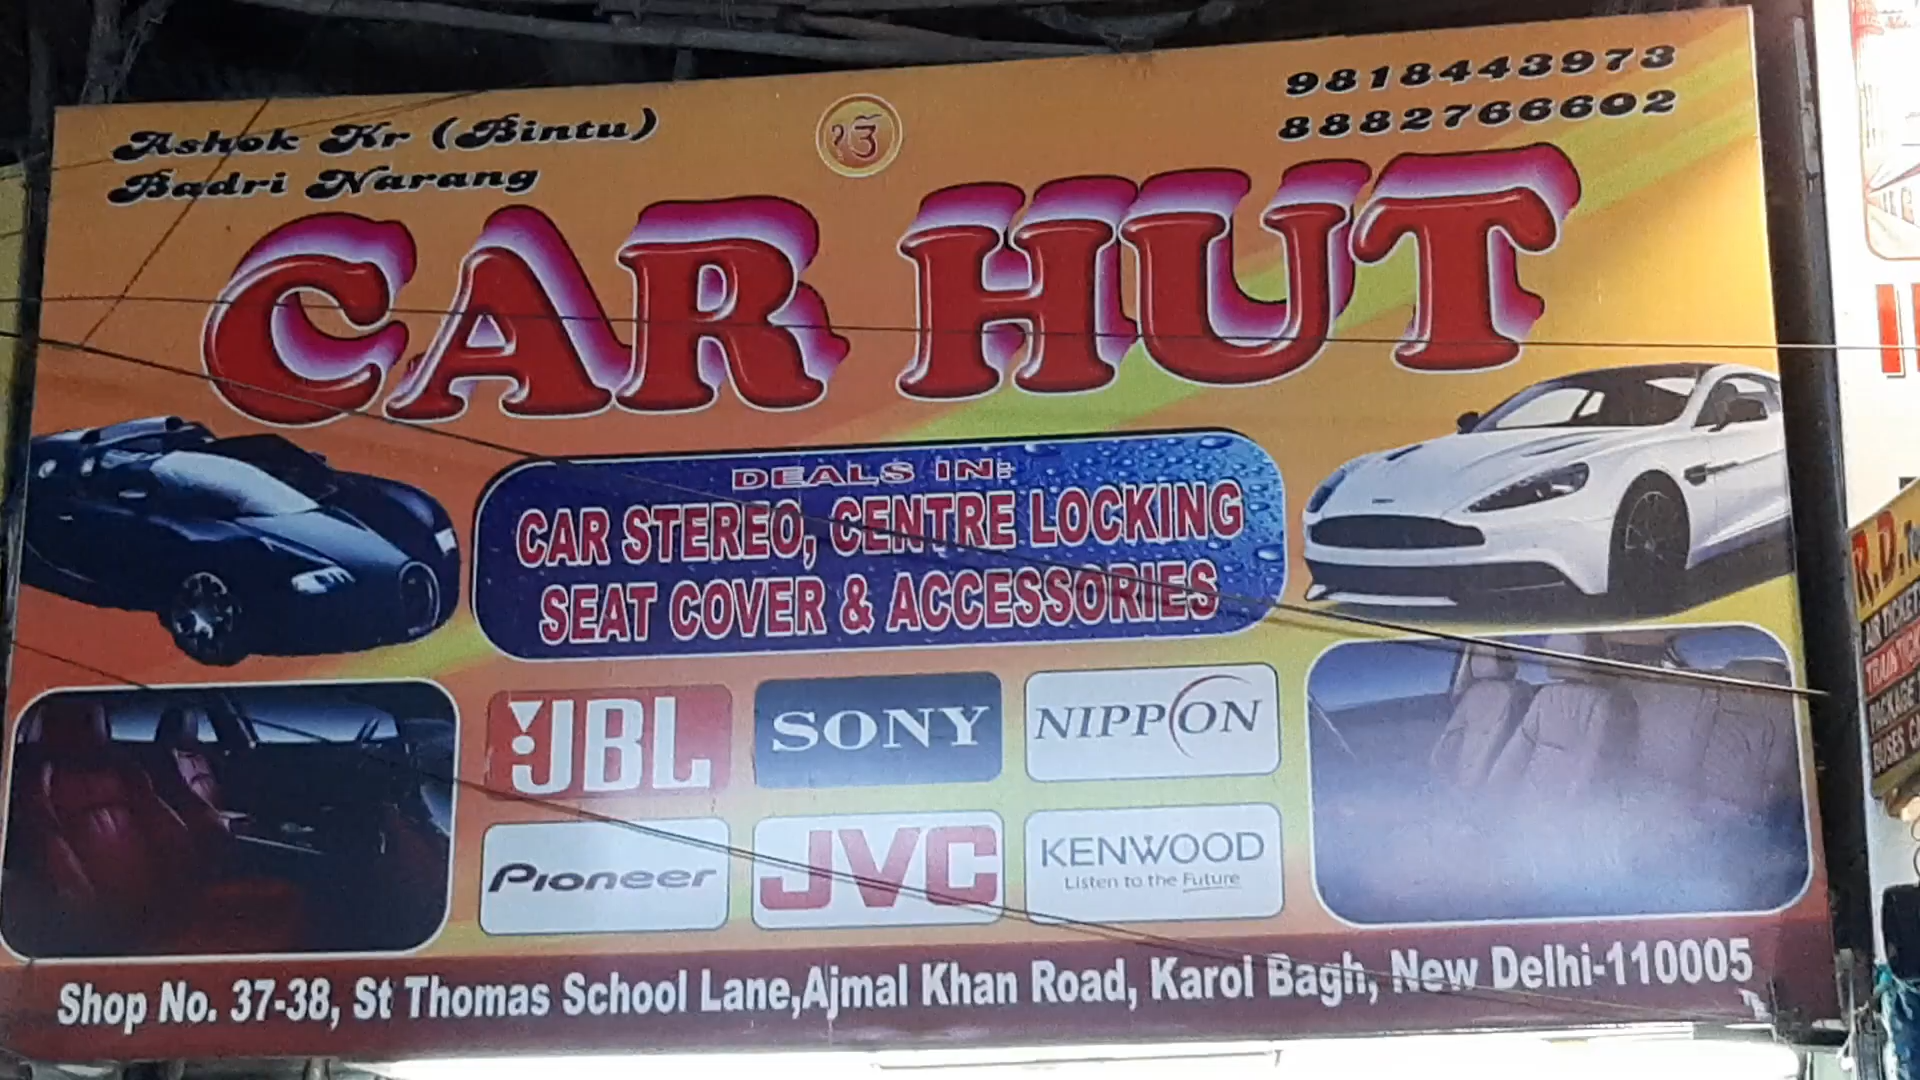 Ashok Kr (Bintu)
Badri Narang
ੴ
9818443973
8882766602
CAR HUT
DEALS IN:
CAR STEREO, CENTRE LOCKING
SEAT COVER & ACCESSORIES
JBL
SONY
NIPPON
Pioneer
JVC
KENWOOD
Listen to the Future
Shop No. 37-38, St Thomas School Lane,Ajmal Khan Road, Karol Bagh, New Delhi-110005
R.D.
AIR TICKET